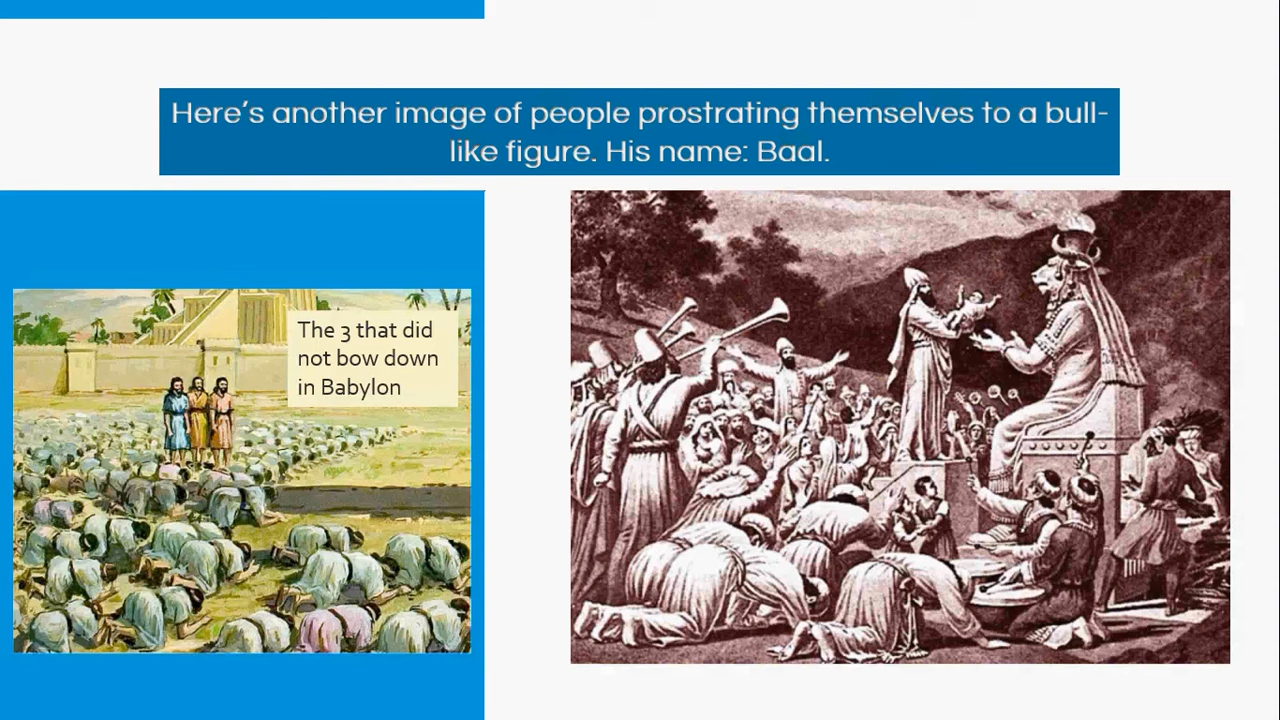 Here's another image of people prostrating themselves to a bull-
like figure. His name: Baal.
The 3 that did
not bow down
in Babylon